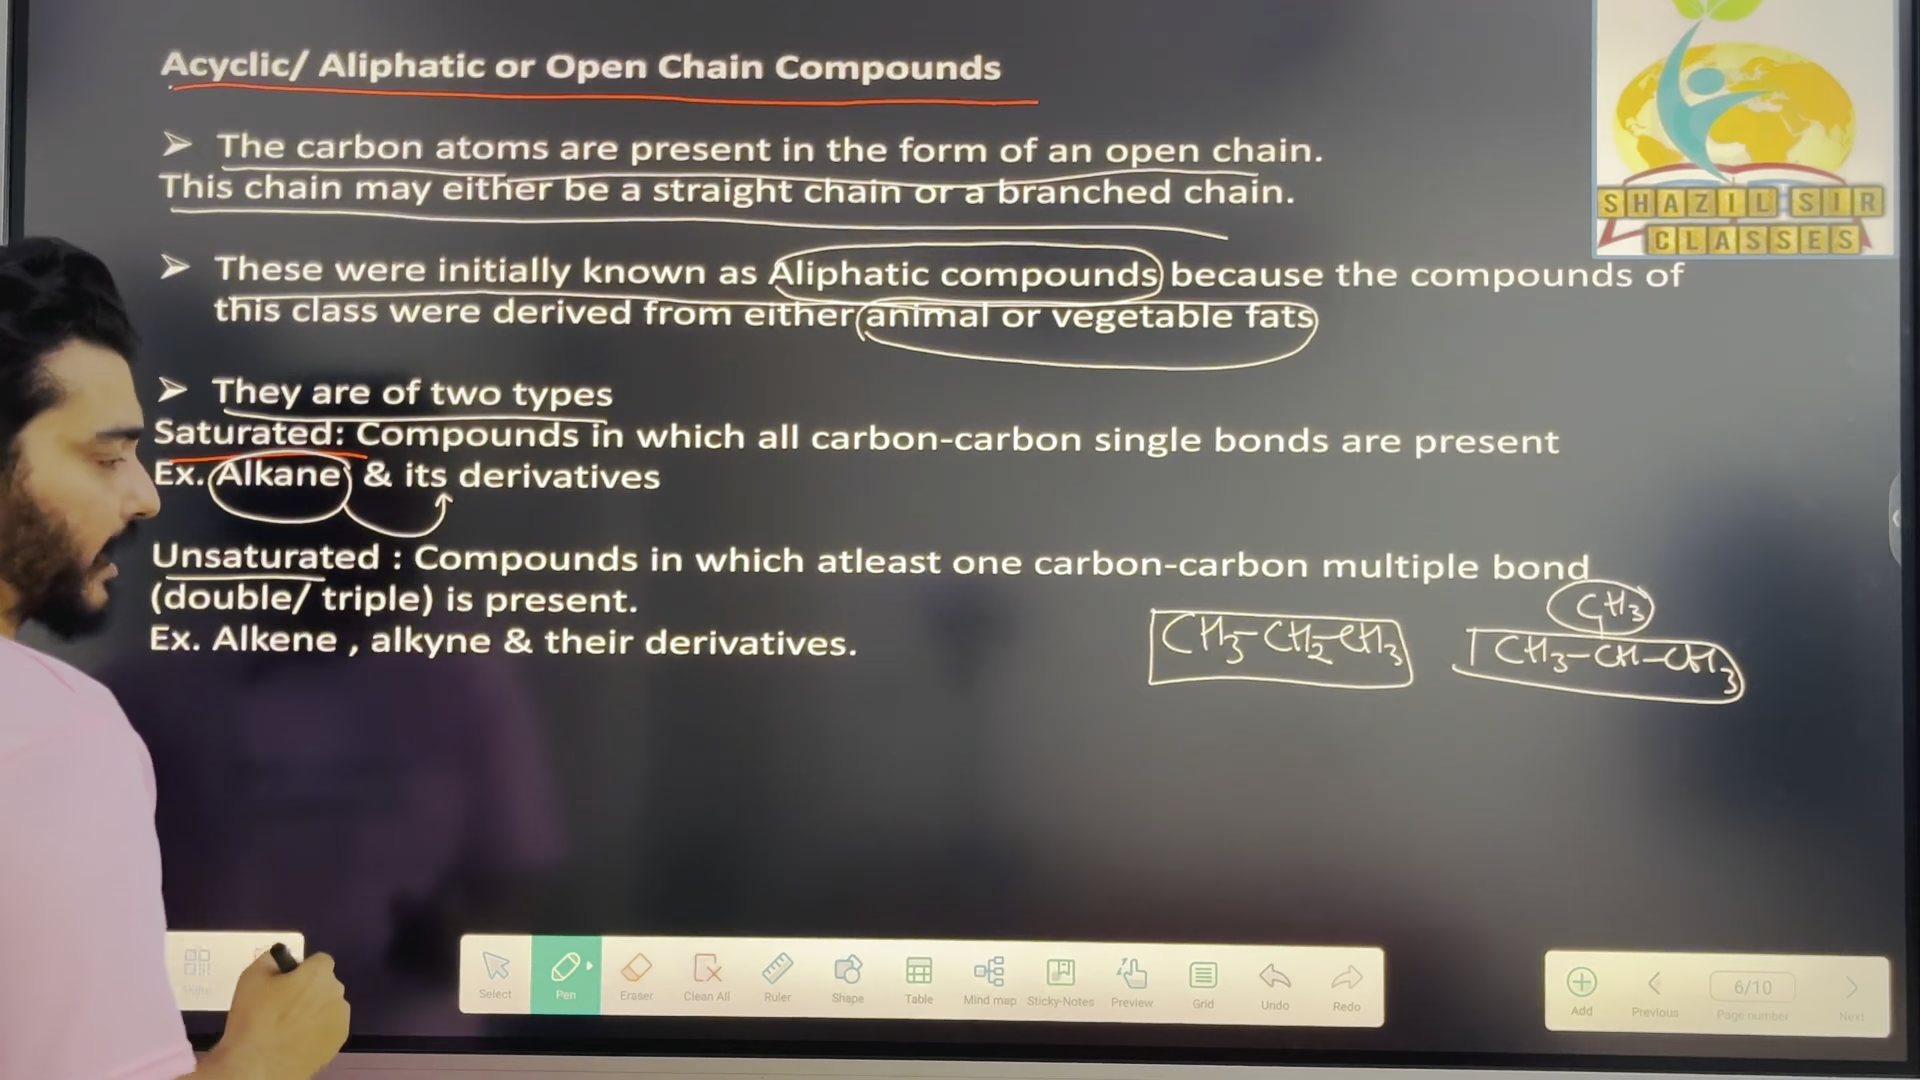 Acyclic/ Aliphatic or Open Chain Compounds
➤ The carbon atoms are present in the form of an open chain.
This chain may either be a straight chain or a branched chain.
➤ These were initially known as Aliphatic compounds because the compounds of
this class were derived from either animal or vegetable fats
➤ They are of two types
Saturated: Compounds in which all carbon-carbon single bonds are present
Ex. Alkane & its derivatives
Unsaturated : Compounds in which atleast one carbon-carbon multiple bond
(double/ triple) is present.
Ex. Alkene , alkyne & their derivatives.
CH3-CH2-CH3
CH3
CH3-CH-CH3
SHAZIL SIR
CLASSES
Select
Pen
Eraser
Clean All
Ruler
Shape
Table
Mind map
Sticky-Notes
Preview
Grid
Undo
Redo
Add
Previous
6/10
Page number
Next